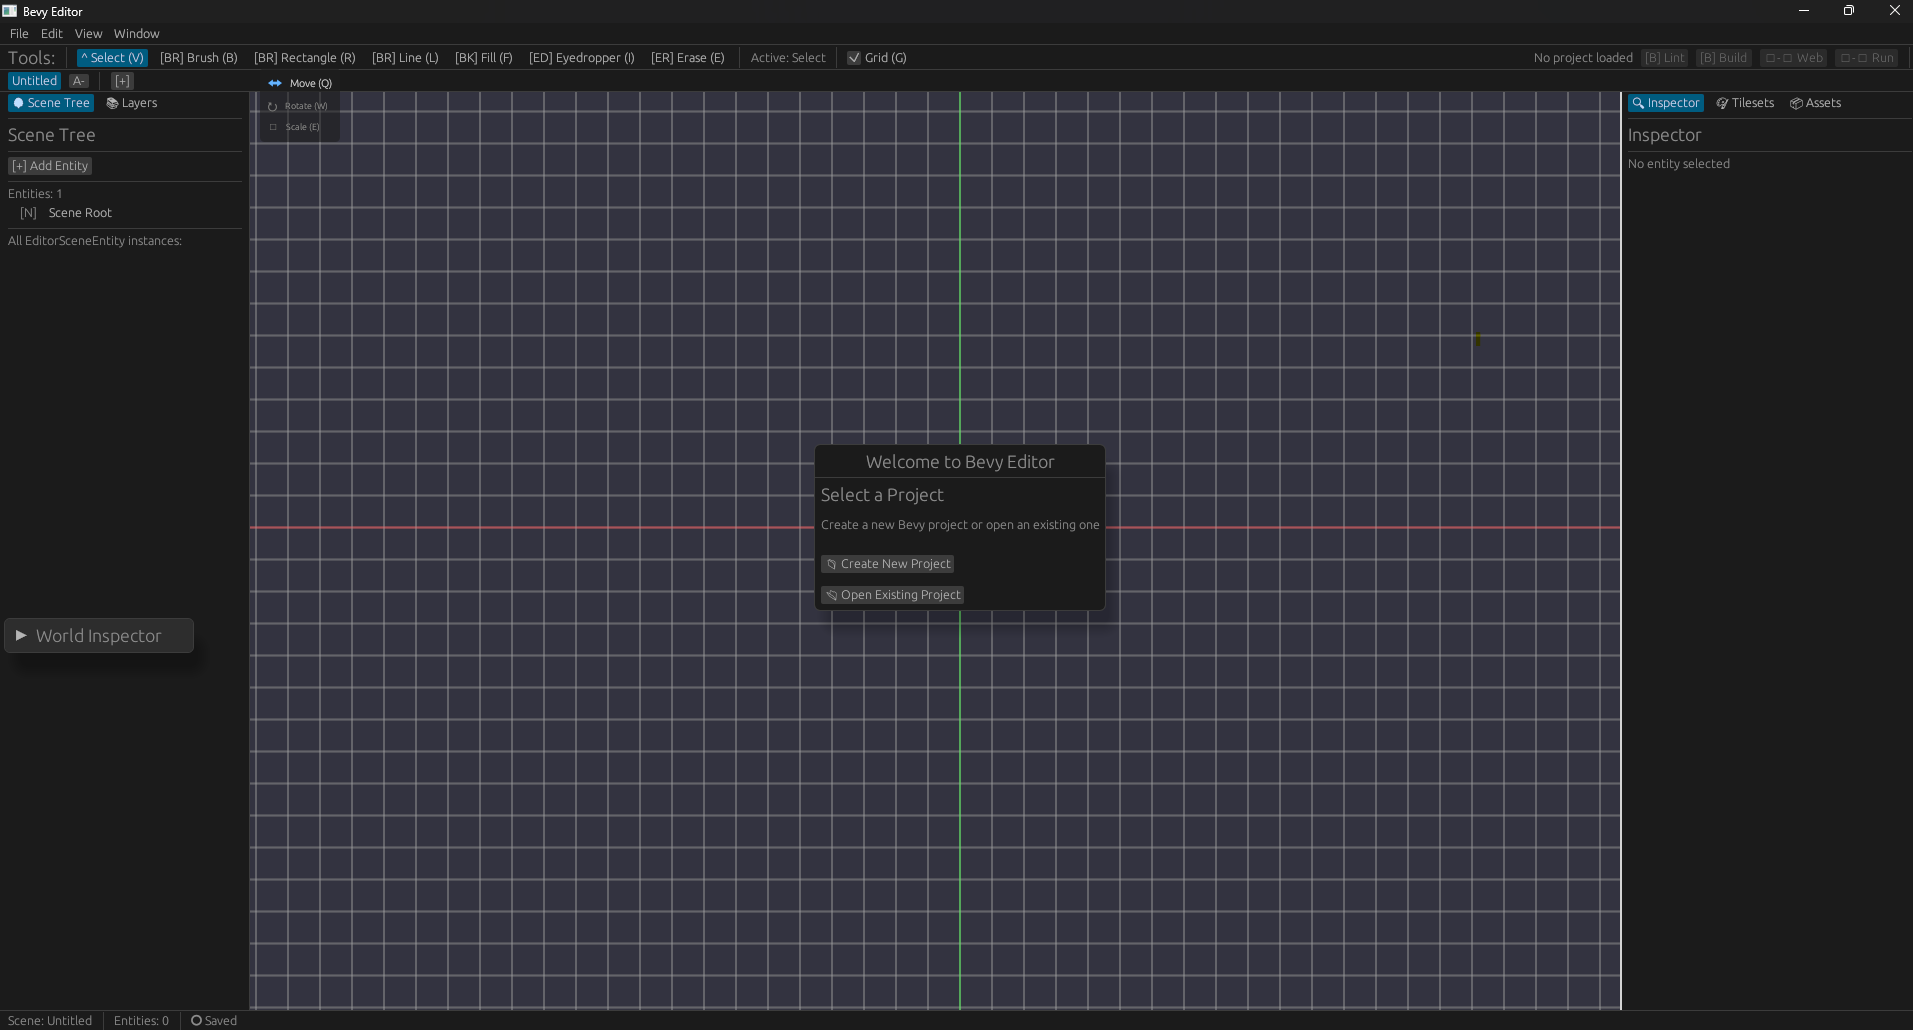 Bevy Editor
File Edit View Window
Tools: ^ Select (V) [BR] Brush (B) [BR] Rectangle (R) [BR] Line (L) [BK] Fill (F) [ED] Eyedropper (I) [ER] Erase (E) Active: Select Grid (G) No project loaded [B] Lint [B] Build □-□ Web □-□ Run
Untitled A- [+]
Move (Q)
Rotate (W)
Scale (E)
Scene Tree Layers
Scene Tree
[+] Add Entity
Entities: 1
[N] Scene Root
All EditorSceneEntity instances:
World Inspector
Welcome to Bevy Editor
Select a Project
Create a new Bevy project or open an existing one
Create New Project
Open Existing Project
Inspector Tilesets Assets
Inspector
No entity selected
Scene: Untitled Entities: 0 Saved